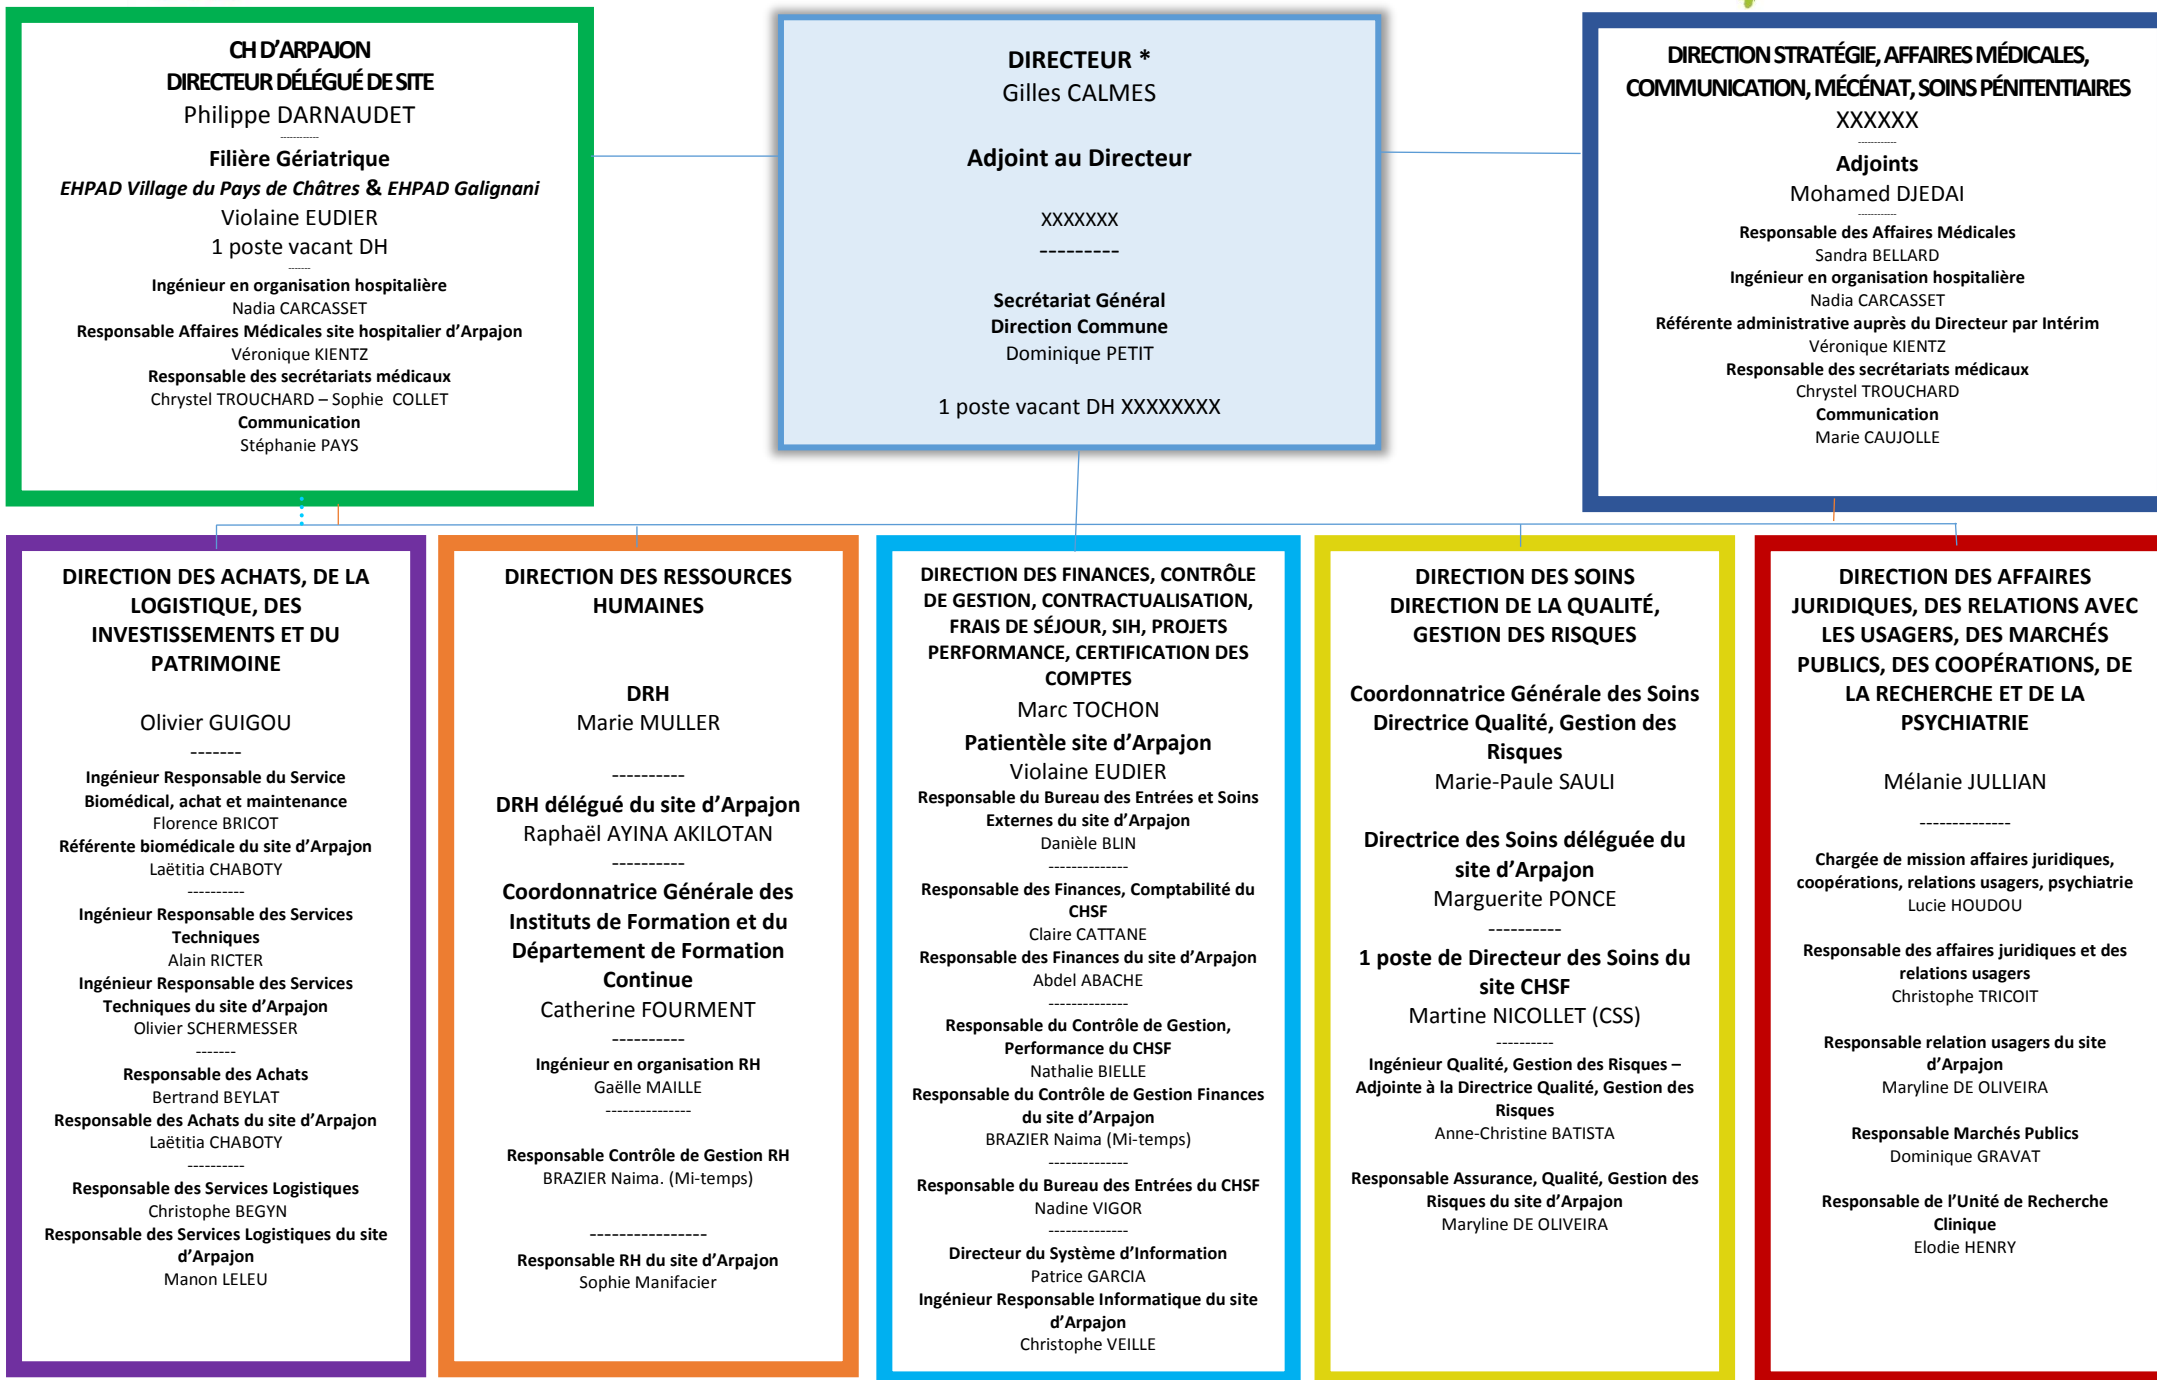 CH D’ARPAJON
DIRECTEUR DÉLÉGUÉ DE SITE
Philippe DARNAUDET
------------
Filière Gériatrique
EHPAD Village du Pays de Châtres & EHPAD Galignani
Violaine EUDIER
1 poste vacant DH
-------
Ingénieur en organisation hospitalière
Nadia CARCASSET
Responsable Affaires Médicales site hospitalier d’Arpajon
Véronique KIENTZ
Responsable des secrétariats médicaux
Chrystel TROUCHARD – Sophie COLLET
Communication
Stéphanie PAYS
DIRECTEUR *
Gilles CALMES
Adjoint au Directeur
XXXXXXX
---------
Secrétariat Général
Direction Commune
Dominique PETIT
1 poste vacant DH XXXXXXXX
DIRECTION STRATÉGIE, AFFAIRES MÉDICALES,
COMMUNICATION, MÉCÉNAT, SOINS PÉNITENTIAIRES
XXXXXX
------------
Adjoints
Mohamed DJEDAI
------------
Responsable des Affaires Médicales
Sandra BELLARD
Ingénieur en organisation hospitalière
Nadia CARCASSET
Référente administrative auprès du Directeur par Intérim
Véronique KIENTZ
Responsable des secrétariats médicaux
Chrystel TROUCHARD
Communication
Marie CAUJOLLE
DIRECTION DES ACHATS, DE LA
LOGISTIQUE, DES
INVESTISSEMENTS ET DU
PATRIMOINE
Olivier GUIGOU
-------
Ingénieur Responsable du Service
Biomédical, achat et maintenance
Florence BRICOT
Référente biomédicale du site d’Arpajon
Laëtitia CHABOTY
----------
Ingénieur Responsable des Services
Techniques
Alain RICTER
Ingénieur Responsable des Services
Techniques du site d’Arpajon
Olivier SCHERMESSER
-------
Responsable des Achats
Bertrand BEYLAT
Responsable des Achats du site d’Arpajon
Laëtitia CHABOTY
----------
Responsable des Services Logistiques
Christophe BEGYN
Responsable des Services Logistiques du site
d’Arpajon
Manon LELEU
DIRECTION DES RESSOURCES
HUMAINES
DRH
Marie MULLER
----------
DRH délégué du site d’Arpajon
Raphaël AYINA AKILOTAN
----------
Coordonnatrice Générale des
Instituts de Formation et du
Département de Formation
Continue
Catherine FOURMENT
----------
Ingénieur en organisation RH
Gaëlle MAILLE
---------------
Responsable Contrôle de Gestion RH
BRAZIER Naima. (Mi-temps)
----------------
Responsable RH du site d’Arpajon
Sophie Manifacier
DIRECTION DES FINANCES, CONTRÔLE
DE GESTION, CONTRACTUALISATION,
FRAIS DE SÉJOUR, SIH, PROJETS
PERFORMANCE, CERTIFICATION DES
COMPTES
Marc TOCHON
Patientèle site d’Arpajon
Violaine EUDIER
Responsable du Bureau des Entrées et Soins
Externes du site d’Arpajon
Danièle BLIN
--------------
Responsable des Finances, Comptabilité du
CHSF
Claire CATTANE
Responsable des Finances du site d’Arpajon
Abdel ABACHE
--------------
Responsable du Contrôle de Gestion,
Performance du CHSF
Nathalie BIELLE
Responsable du Contrôle de Gestion Finances
du site d’Arpajon
BRAZIER Naima (Mi-temps)
--------------
Responsable du Bureau des Entrées du CHSF
Nadine VIGOR
--------------
Directeur du Système d’Information
Patrice GARCIA
Ingénieur Responsable Informatique du site
d’Arpajon
Christophe VEILLE
DIRECTION DES SOINS
DIRECTION DE LA QUALITÉ,
GESTION DES RISQUES
Coordonnatrice Générale des Soins
Directrice Qualité, Gestion des
Risques
Marie-Paule SAULI
Directrice des Soins déléguée du
site d’Arpajon
Marguerite PONCE
----------
1 poste de Directeur des Soins du
site CHSF
Martine NICOLLET (CSS)
----------
Ingénieur Qualité, Gestion des Risques –
Adjointe à la Directrice Qualité, Gestion des
Risques
Anne-Christine BATISTA
Responsable Assurance, Qualité, Gestion des
Risques du site d’Arpajon
Maryline DE OLIVEIRA
DIRECTION DES AFFAIRES
JURIDIQUES, DES RELATIONS AVEC
LES USAGERS, DES MARCHÉS
PUBLICS, DES COOPÉRATIONS, DE
LA RECHERCHE ET DE LA
PSYCHIATRIE
Mélanie JULLIAN
--------------
Chargée de mission affaires juridiques,
coopérations, relations usagers, psychiatrie
Lucie HOUDOU
Responsable des affaires juridiques et des
relations usagers
Christophe TRICOIT
Responsable relation usagers du site
d’Arpajon
Maryline DE OLIVEIRA
Responsable Marchés Publics
Dominique GRAVAT
Responsable de l’Unité de Recherche
Clinique
Elodie HENRY